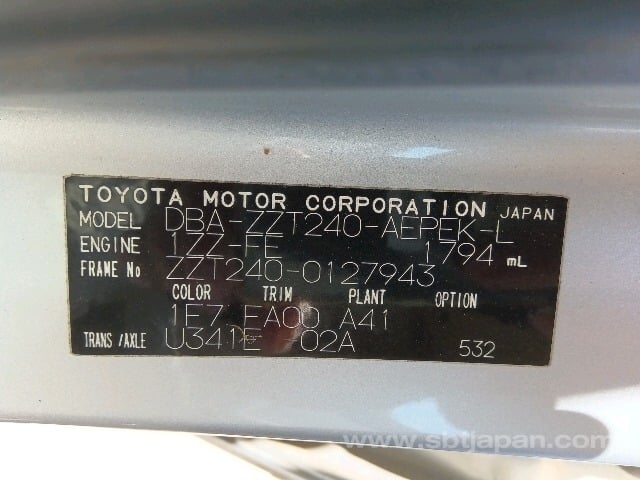 TOYOTA MOTOR CORPORATION JAPAN
MODEL DBA-ZZT240-AEPEK-L
ENGINE 1ZZ-FE 1794 mL
FRAME No ZZT240-0127943
COLOR TRIM PLANT OPTION
1E7 EA00 A41
TRANS/AXLE U341E 02A 532
www.sbtjapan.com